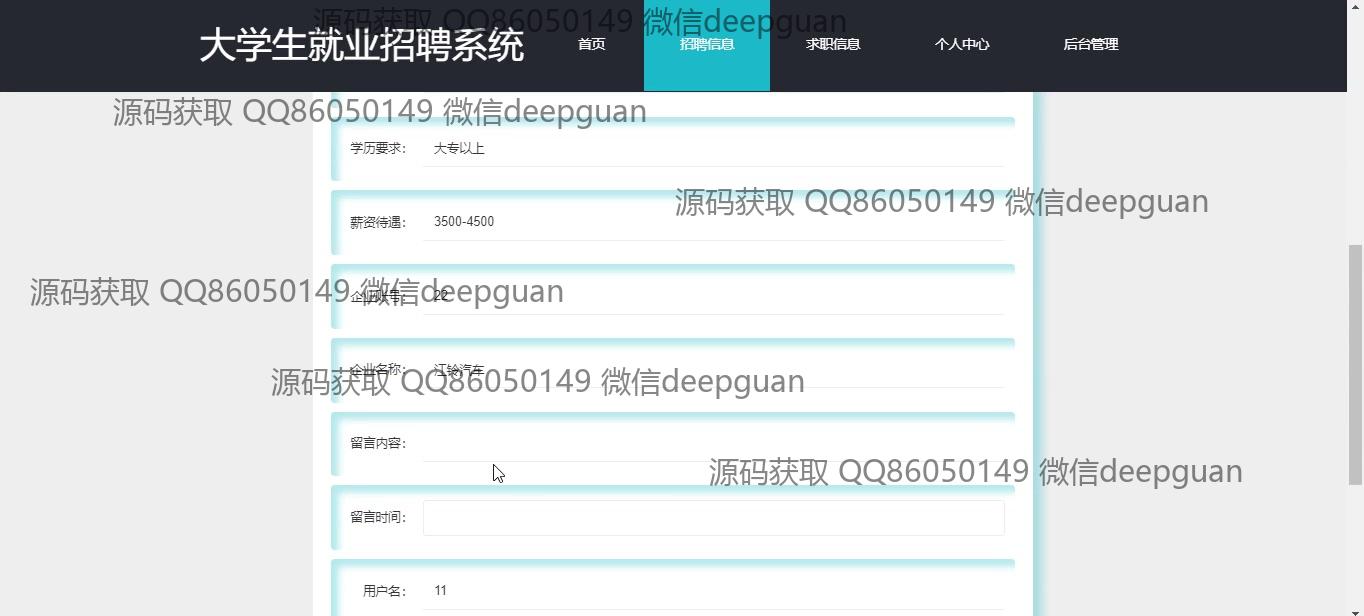 源码获取 QQ86050149 微信deepguan
大学生就业招聘系统 首页 招聘信息 求职信息 个人中心 后台管理
源码获取 QQ86050149 微信deepguan
学历要求: 大专以上
源码获取 QQ86050149 微信deepguan
薪资待遇: 3500-4500
源码获取 QQ86050149 微信deepguan
企业账号: 22
企业名称: 江铃汽车
源码获取 QQ86050149 微信deepguan
留言内容:
源码获取 QQ86050149 微信deepguan
留言时间:
用户名: 11